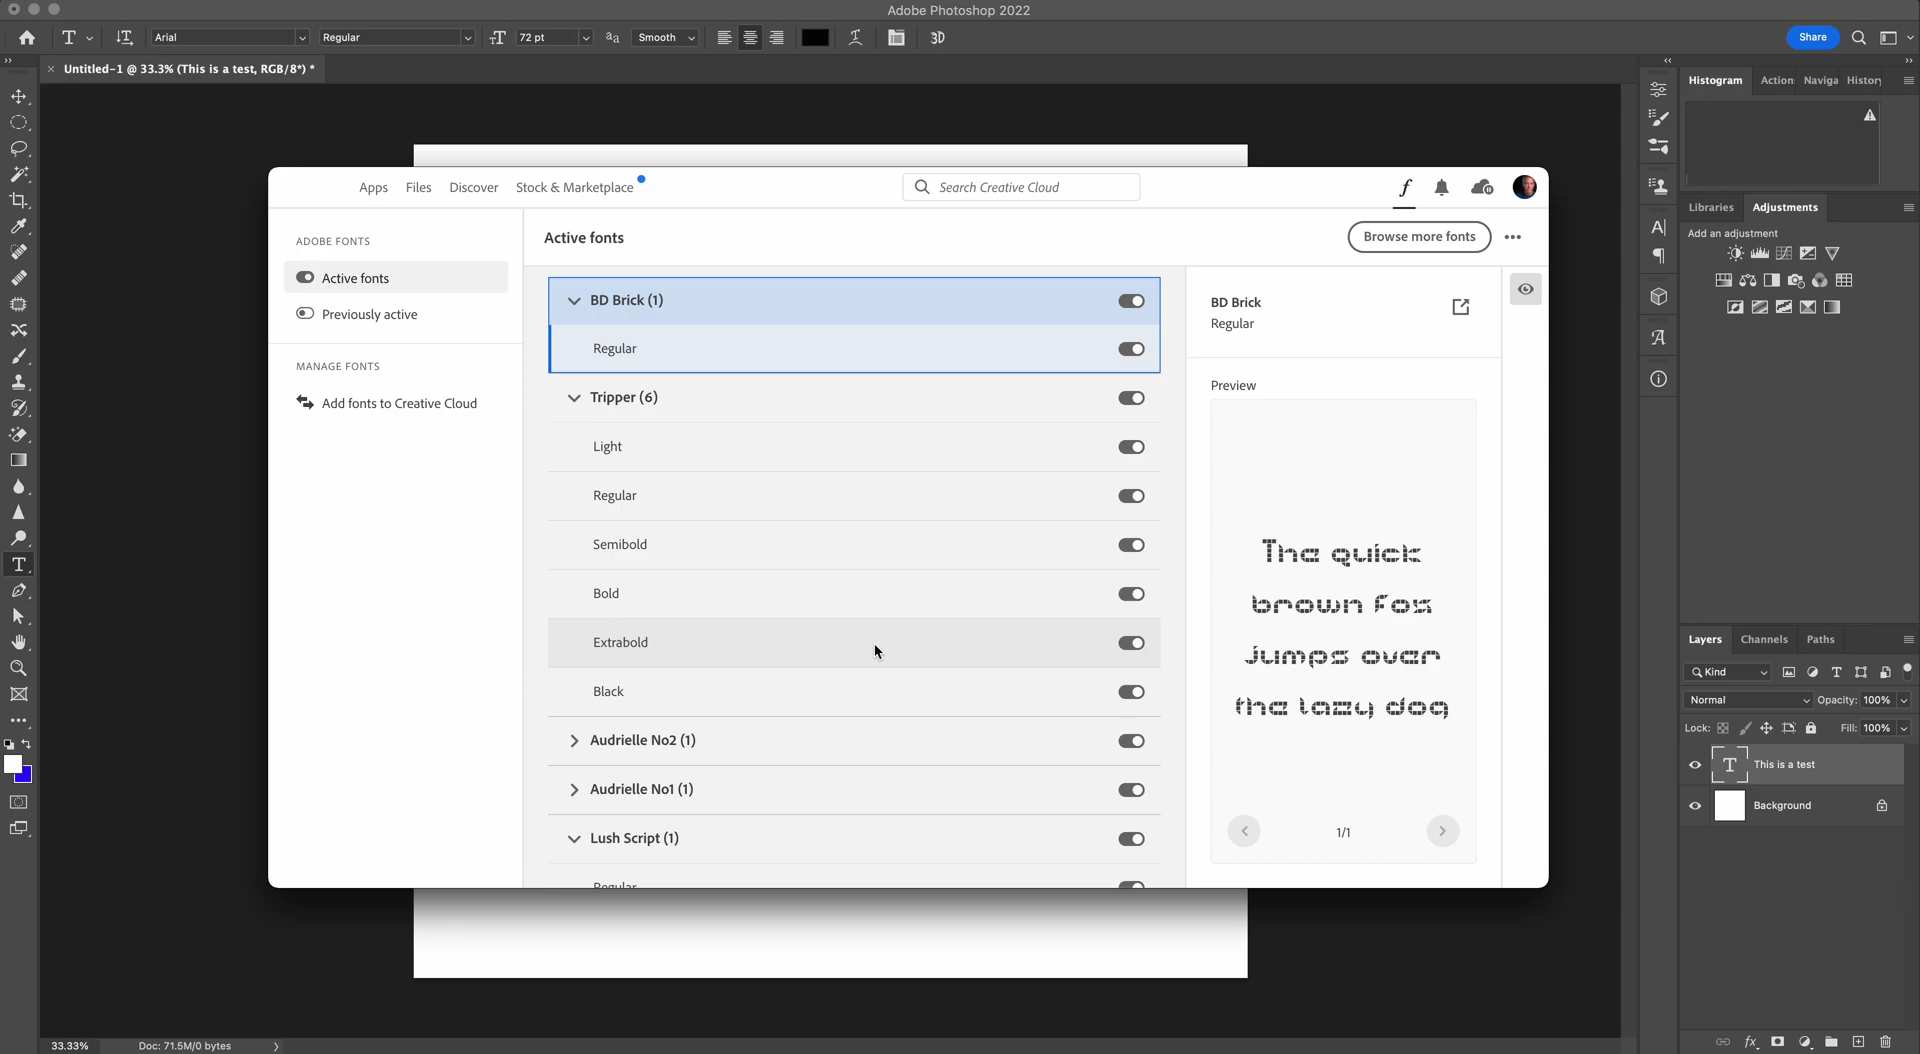 Adobe Photoshop 2022
Arial
Regular
72 pt
Smooth
3D
Share
Untitled-1 @ 33.3% (This is a test, RGB/8*) *
Histogram
Action
Naviga
History
Apps
Files
Discover
Stock & Marketplace
Search Creative Cloud
Libraries
Adjustments
Add an adjustment
ADOBE FONTS
Active fonts
Previously active
MANAGE FONTS
Add fonts to Creative Cloud
Active fonts
Browse more fonts
BD Brick (1)
Regular
Tripper (6)
Light
Regular
Semibold
Bold
Extrabold
Black
Audrielle No2 (1)
Audrielle No1 (1)
Lush Script (1)
Regular
BD Brick
Regular
Preview
The quick
brown fox
jumps over
the lazy dog
1/1
Layers
Channels
Paths
Kind
Normal
Opacity: 100%
Lock:
Fill: 100%
This is a test
Background
33.33%
Doc: 71.5M/0 bytes
fx